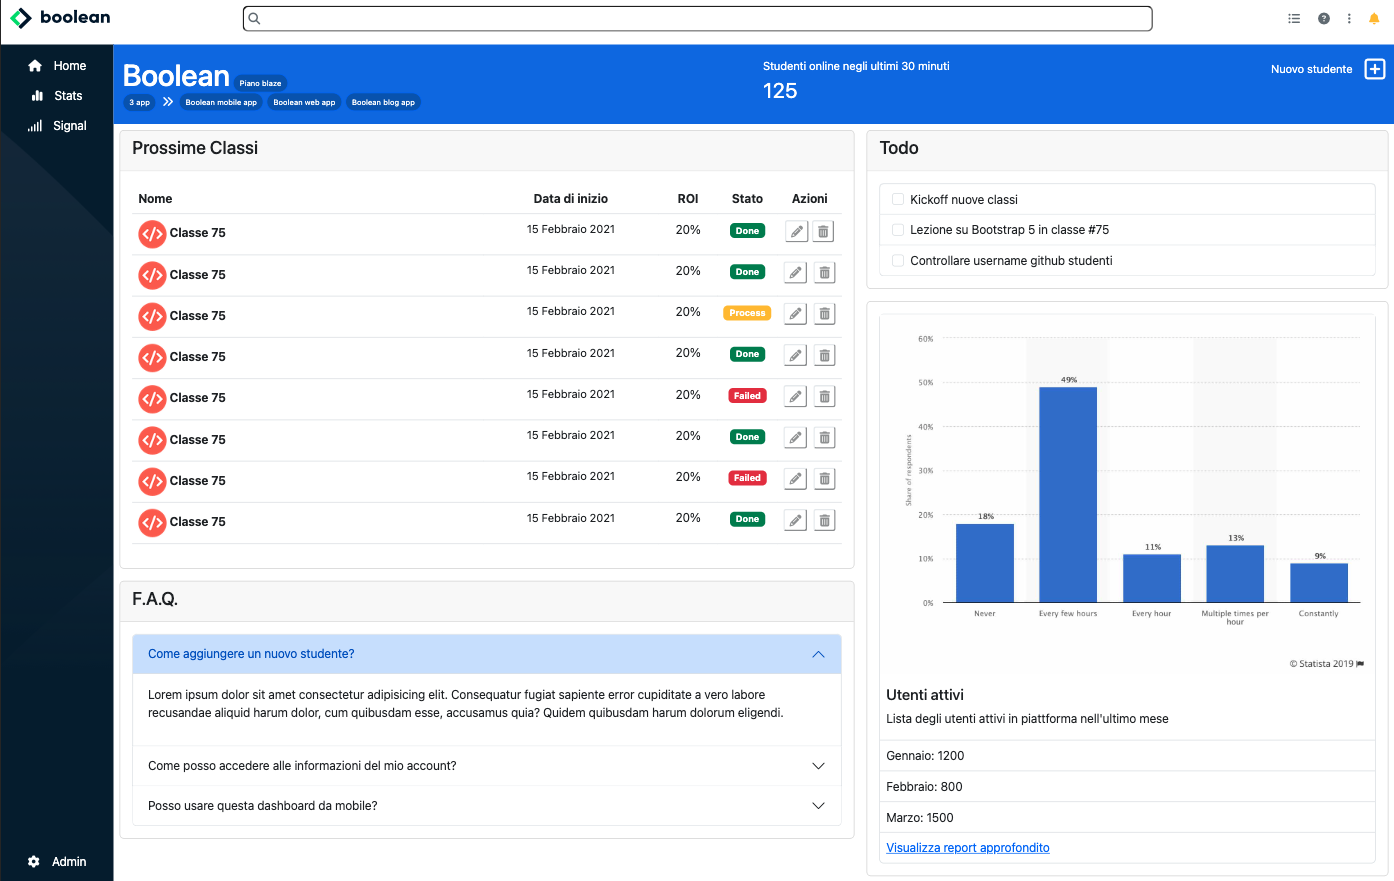 boolean
Home
Stats
Signal
Admin
Boolean Piano blaze
3 app Boolean mobile app Boolean web app Boolean blog app
Studenti online negli ultimi 30 minuti
125
Nuovo studente
Prossime Classi
Nome Data di inizio ROI Stato Azioni
Classe 75 15 Febbraio 2021 20% Done
Classe 75 15 Febbraio 2021 20% Done
Classe 75 15 Febbraio 2021 20% Process
Classe 75 15 Febbraio 2021 20% Done
Classe 75 15 Febbraio 2021 20% Failed
Classe 75 15 Febbraio 2021 20% Done
Classe 75 15 Febbraio 2021 20% Failed
Classe 75 15 Febbraio 2021 20% Done
F.A.Q.
Come aggiungere un nuovo studente?
Lorem ipsum dolor sit amet consectetur adipisicing elit. Consequatur fugiat sapiente error cupiditate a vero labore
recusandae aliquid harum dolor, cum quibusdam esse, accusamus quia? Quidem quibusdam harum dolorum eligendi.
Come posso accedere alle informazioni del mio account?
Posso usare questa dashboard da mobile?
Todo
Kickoff nuove classi
Lezione su Bootstrap 5 in classe #75
Controllare username github studenti
Share of respondents
60%
50%
40%
30%
20%
10%
0%
18%
49%
11%
13%
9%
Never
Every few hours
Every hour
Multiple times per
hour
Constantly
© Statista 2019
Utenti attivi
Lista degli utenti attivi in piattaforma nell'ultimo mese
Gennaio: 1200
Febbraio: 800
Marzo: 1500
Visualizza report approfondito